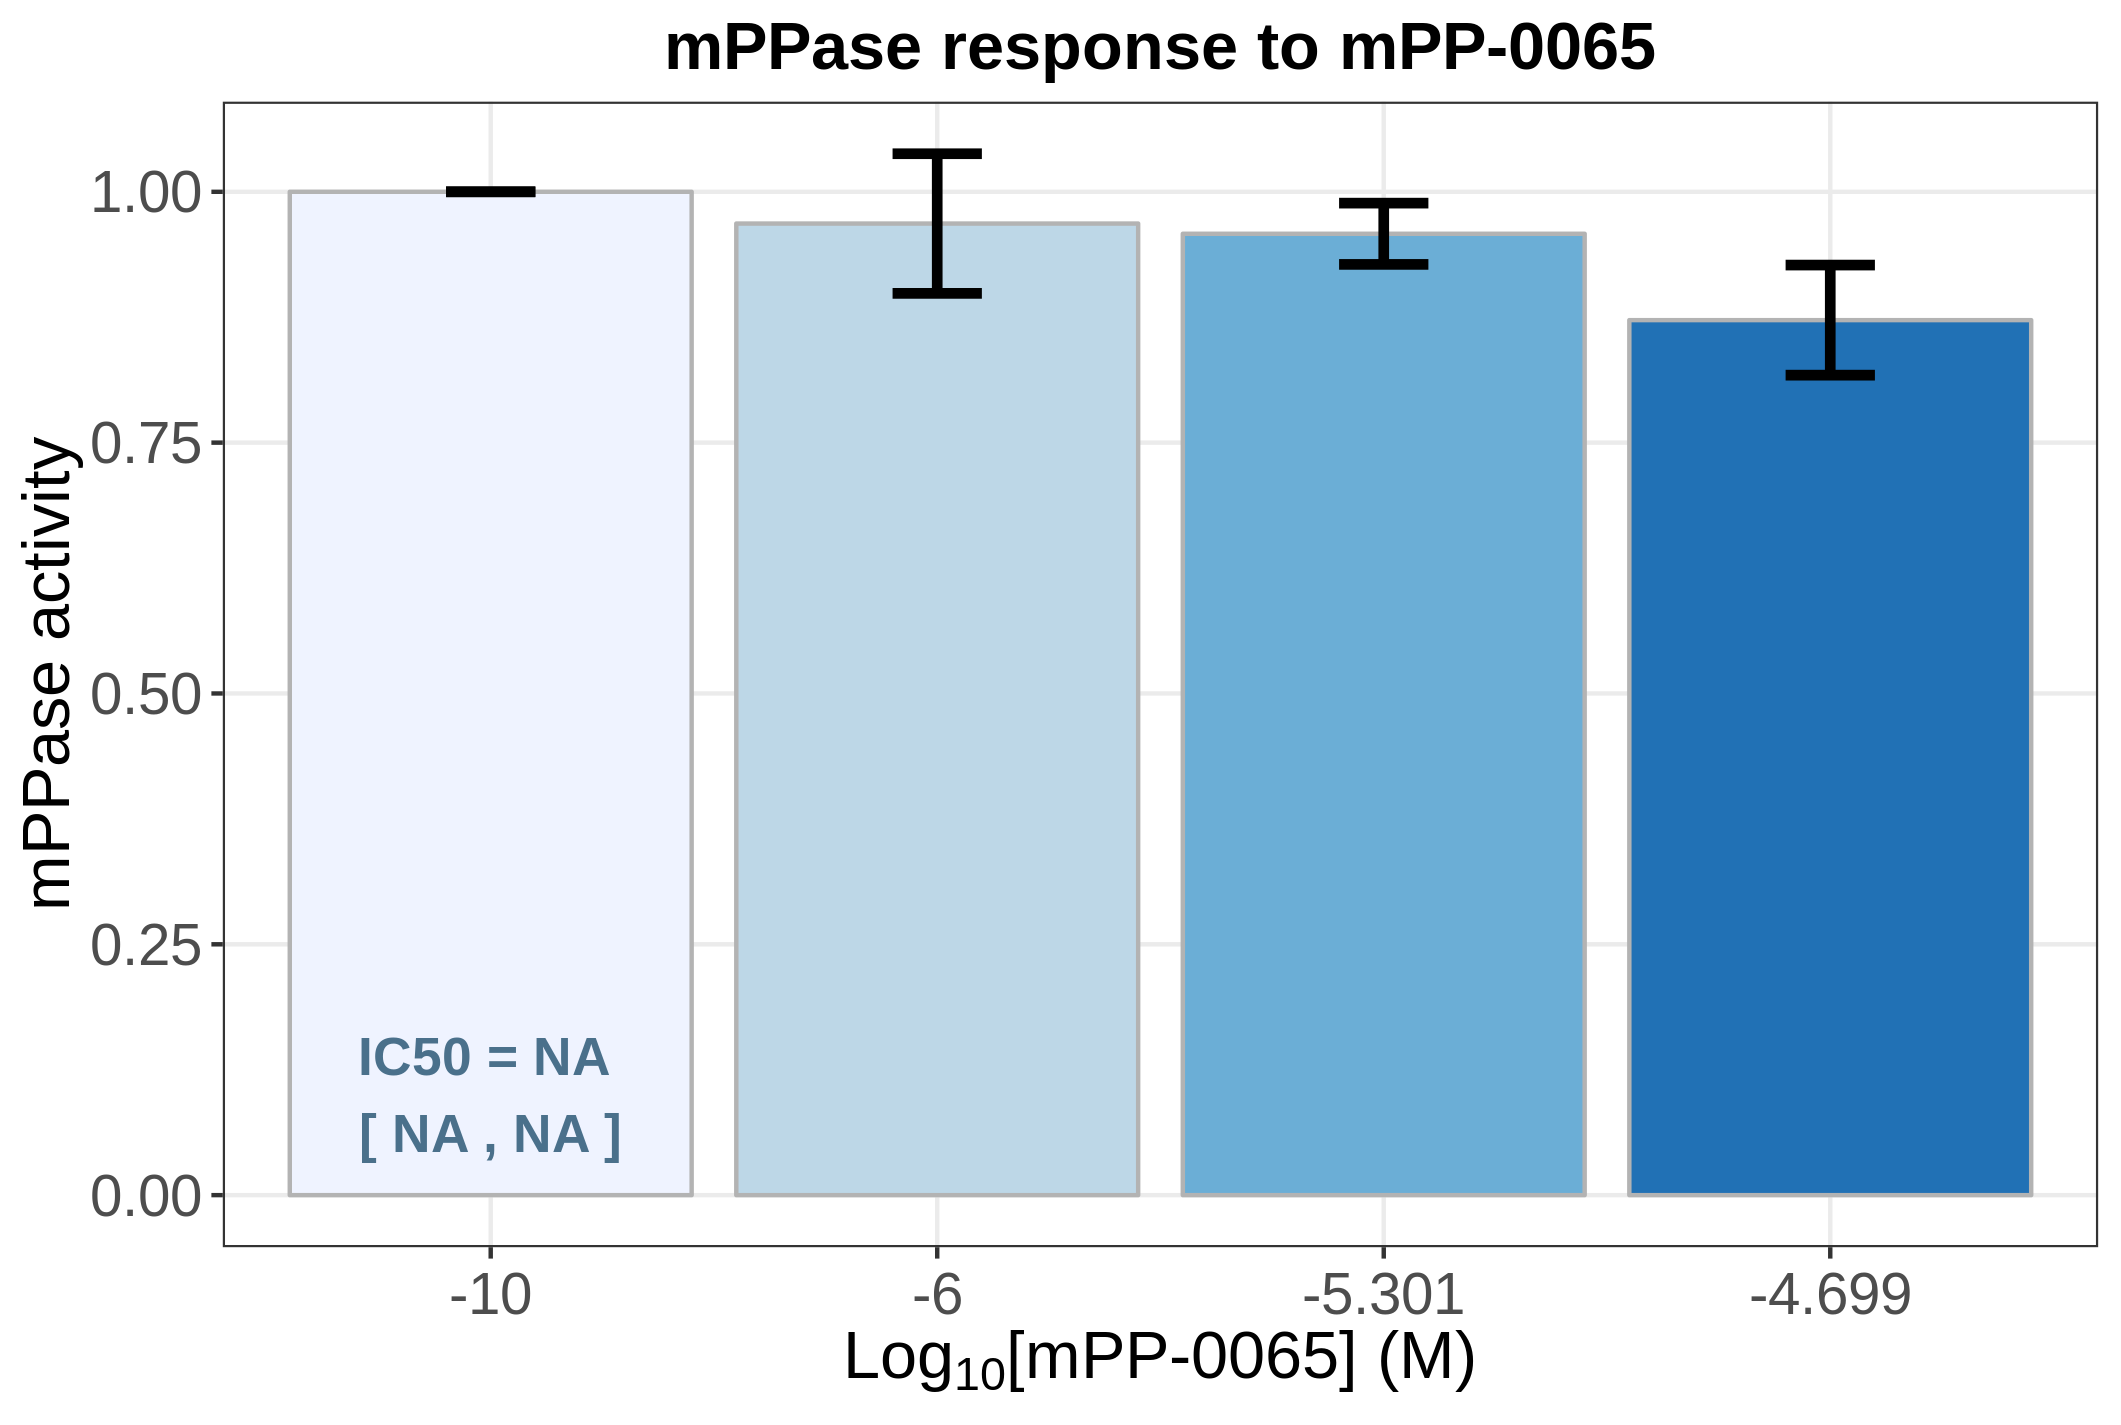 mPPase response to mPP-0065
mPPase activity
1.00
0.75
0.50
0.25
0.00
IC50 = NA
[ NA , NA ]
-10
-6
-5.301
-4.699
Log₁₀[mPP-0065] (M)